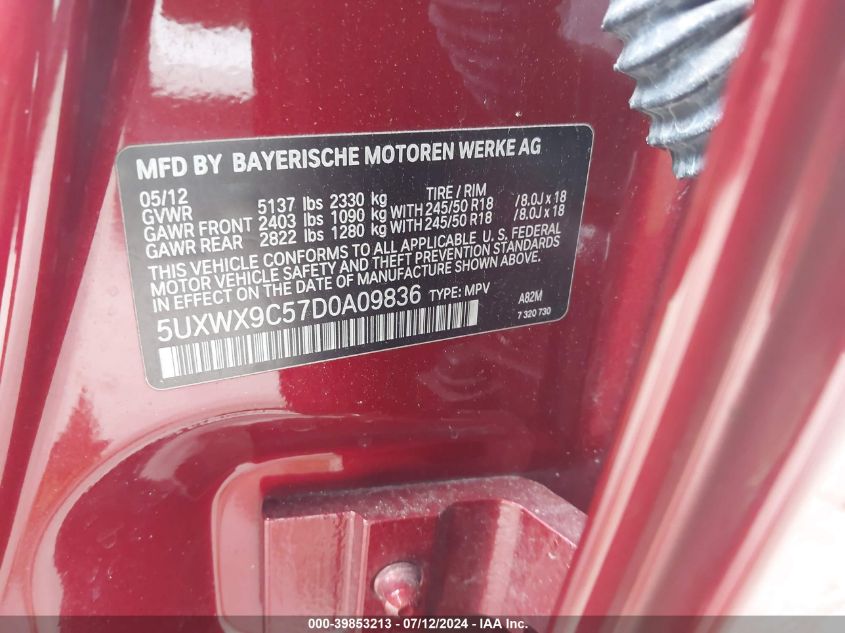 MFD BY BAYERISCHE MOTOREN WERKE AG
05/12 TIRE / RIM
GVWR 5137 lbs 2330 kg
GAWR FRONT 2403 lbs 1090 kg WITH 245/50 R18 /8.0J x 18
GAWR REAR 2822 lbs 1280 kg WITH 245/50 R18 /8.0J x 18
THIS VEHICLE CONFORMS TO ALL APPLICABLE U. S. FEDERAL
MOTOR VEHICLE SAFETY AND THEFT PREVENTION STANDARDS
IN EFFECT ON THE DATE OF MANUFACTURE SHOWN ABOVE.
5UXWX9C57D0A09836 TYPE: MPV A82M
7 320 730
000-39853213 - 07/12/2024 - IAA Inc.